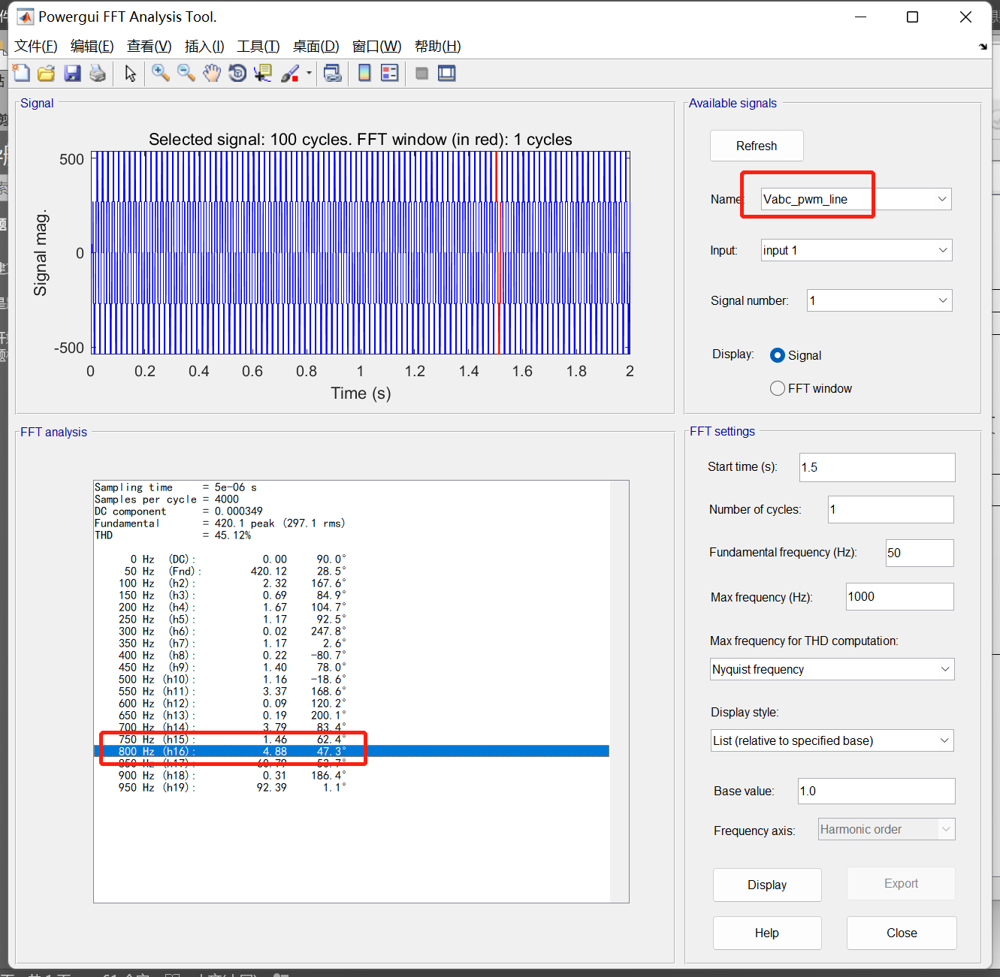 Powergui FFT Analysis Tool.
文件(F) 编辑(E) 查看(V) 插入(I) 工具(T) 桌面(D) 窗口(W) 帮助(H)
Signal
Selected signal: 100 cycles. FFT window (in red): 1 cycles
Signal mag.
500
0
-500
0 0.2 0.4 0.6 0.8 1 1.2 1.4 1.6 1.8 2
Time (s)
Available signals
Refresh
Name: Vabc_pwm_line
Input: input 1
Signal number: 1
Display: Signal
FFT window
FFT analysis
Sampling time = 5e-06 s
Samples per cycle = 4000
DC component = 0.000349
Fundamental = 420.1 peak (297.1 rms)
THD = 45.12%
0 Hz (DC): 0.00 90.0°
50 Hz (Fnd): 420.12 28.5°
100 Hz (h2): 2.32 167.6°
150 Hz (h3): 0.69 84.9°
200 Hz (h4): 1.67 104.7°
250 Hz (h5): 1.17 92.5°
300 Hz (h6): 0.02 247.8°
350 Hz (h7): 1.17 2.6°
400 Hz (h8): 0.22 -80.7°
450 Hz (h9): 1.40 78.0°
500 Hz (h10): 1.16 -18.6°
550 Hz (h11): 3.37 168.6°
600 Hz (h12): 0.09 120.2°
650 Hz (h13): 0.19 200.1°
700 Hz (h14): 3.79 83.4°
750 Hz (h15): 1.46 62.4°
800 Hz (h16): 4.88 47.3°
850 Hz (h17): 60.79 53.7°
900 Hz (h18): 0.31 186.4°
950 Hz (h19): 92.39 1.1°
FFT settings
Start time (s): 1.5
Number of cycles: 1
Fundamental frequency (Hz): 50
Max frequency (Hz): 1000
Max frequency for THD computation:
Nyquist frequency
Display style:
List (relative to specified base)
Base value: 1.0
Frequency axis: Harmonic order
Display Export
Help Close